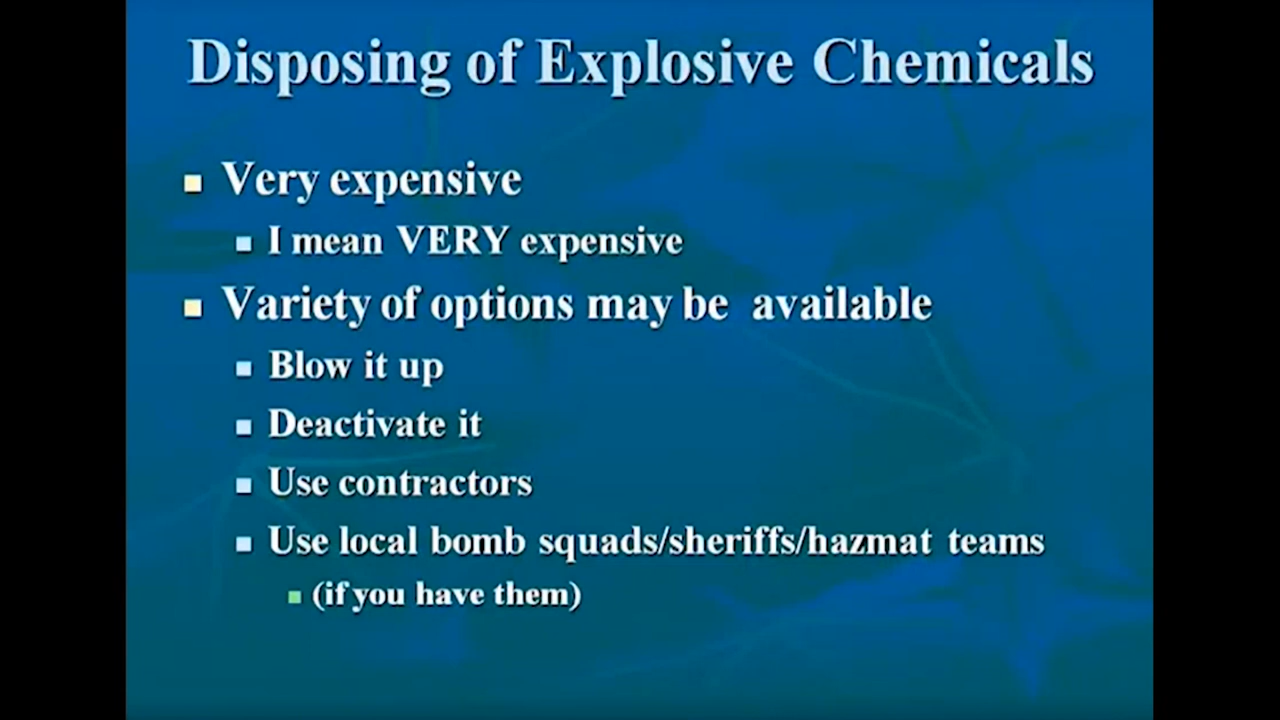 Disposing of Explosive Chemicals
Very expensive
I mean VERY expensive
Variety of options may be available
Blow it up
Deactivate it
Use contractors
Use local bomb squads/sheriffs/hazmat teams
(if you have them)